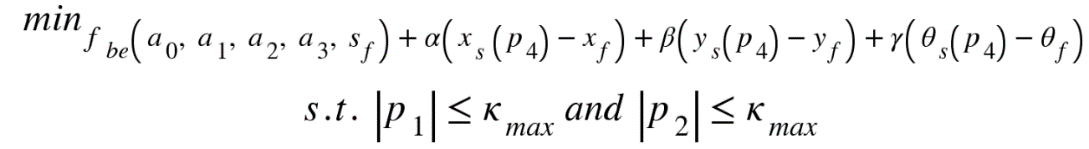 min f_be(a_0, a_1, a_2, a_3, s_f) + α(x_s(p_4) − x_f) + β(y_s(p_4) − y_f) + γ(θ_s(p_4) − θ_f)
s.t. |p_1| ≤ κ_max and |p_2| ≤ κ_max